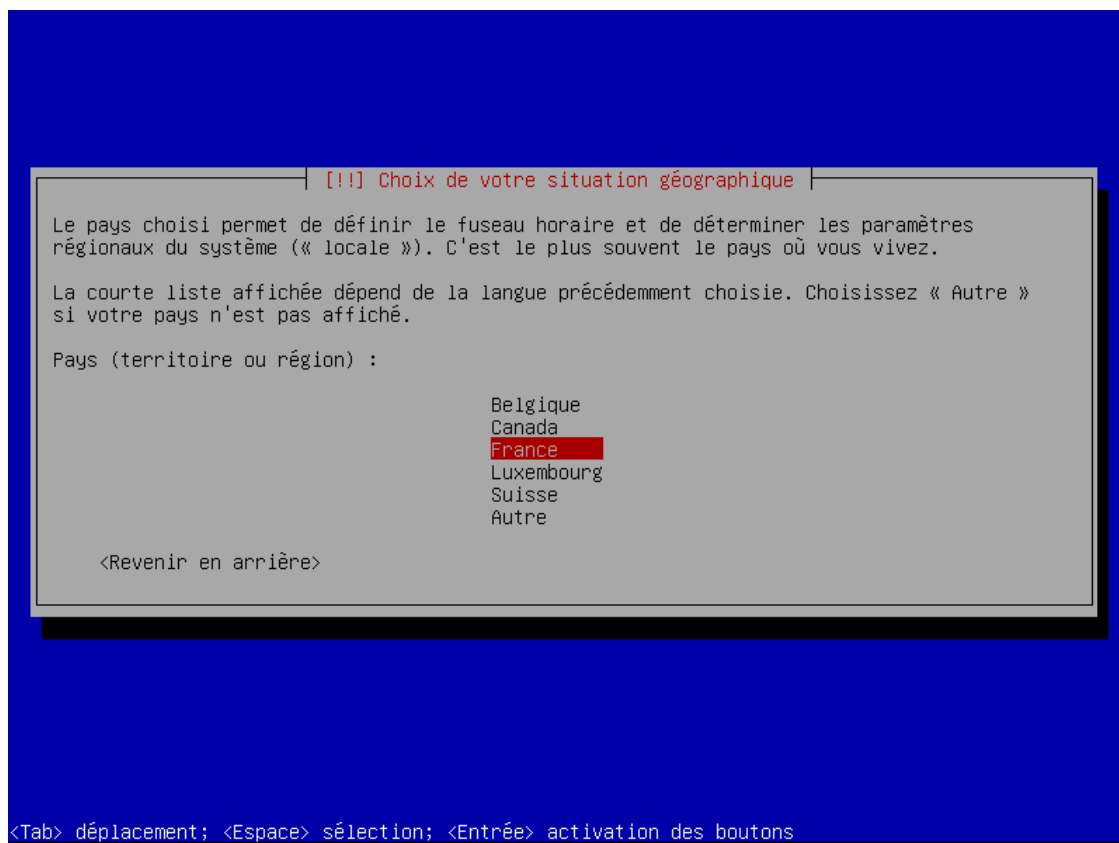 [!!] Choix de votre situation géographique
Le pays choisi permet de définir le fuseau horaire et de déterminer les paramètres
régionaux du système (« locale »). C'est le plus souvent le pays où vous vivez.
La courte liste affichée dépend de la langue précédemment choisie. Choisissez « Autre »
si votre pays n'est pas affiché.
Pays (territoire ou région) :
Belgique
Canada
France
Luxembourg
Suisse
Autre
<Revenir en arrière>
<Tab> déplacement; <Espace> sélection; <Entrée> activation des boutons